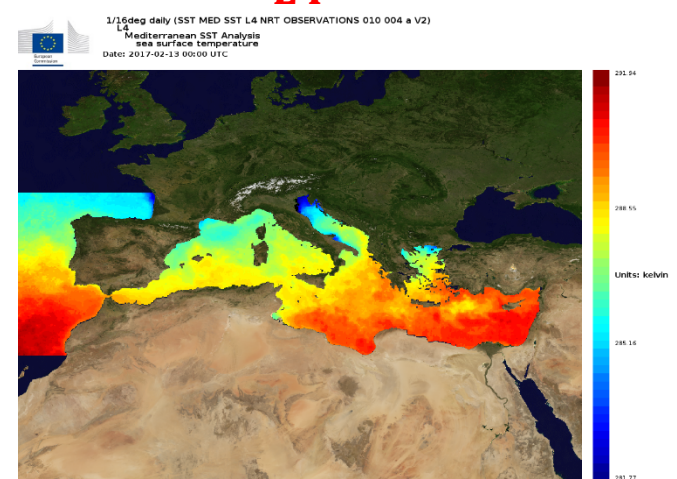 1/16deg daily (SST MED SST L4 NRT OBSERVATIONS 010 004 a V2)
L4
Mediterranean SST Analysis
sea surface temperature
Date: 2017-02-13 00:00 UTC
European
Commission
291.94
288.55
Units: kelvin
285.16
281.77